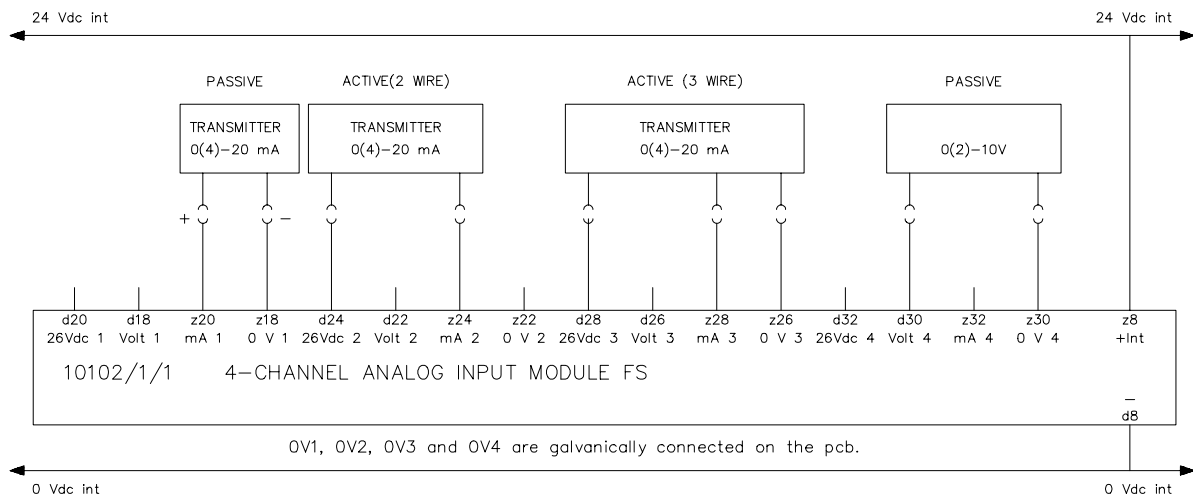 24 Vdc int 24 Vdc int
PASSIVE ACTIVE(2 WIRE) ACTIVE (3 WIRE) PASSIVE
TRANSMITTER TRANSMITTER TRANSMITTER
0(4)-20 mA 0(4)-20 mA 0(4)-20 mA 0(2)-10V
+ -
d20 d18 z20 z18 d24 d22 z24 z22 d28 d26 z28 z26 d32 d30 z32 z30 z8
26Vdc 1 Volt 1 mA 1 0 V 1 26Vdc 2 Volt 2 mA 2 0 V 2 26Vdc 3 Volt 3 mA 3 0 V 3 26Vdc 4 Volt 4 mA 4 0 V 4 +Int
10102/1/1 4-CHANNEL ANALOG INPUT MODULE FS
-
d8
0V1, 0V2, 0V3 and 0V4 are galvanically connected on the pcb.
0 Vdc int 0 Vdc int